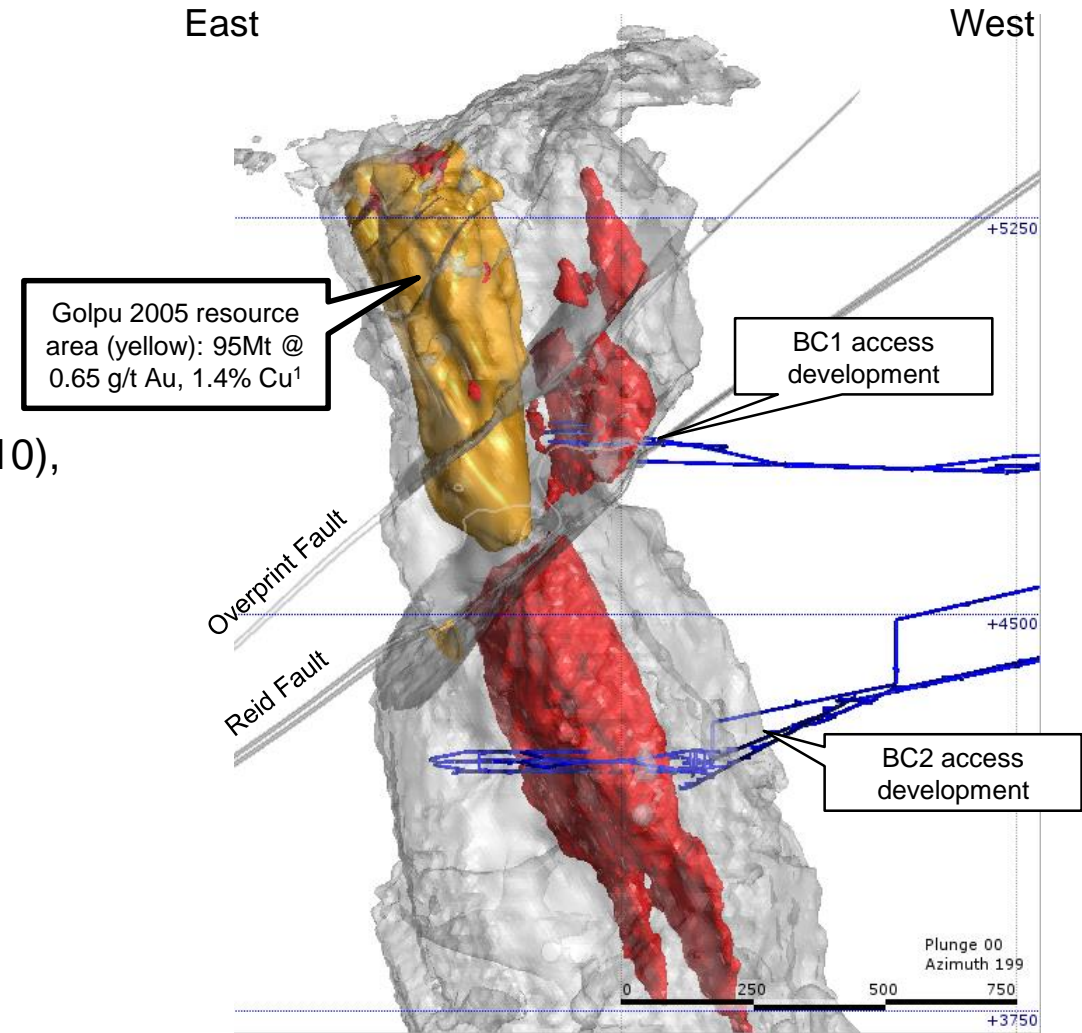 East
West
+5250
Golpu 2005 resource
area (yellow): 95Mt @
0.65 g/t Au, 1.4% Cu¹
BC1 access
development
10),
Overprint Fault
+4500
Reid Fault
BC2 access
development
Plunge 00
Azimuth 199
0 250 500 750
+3750